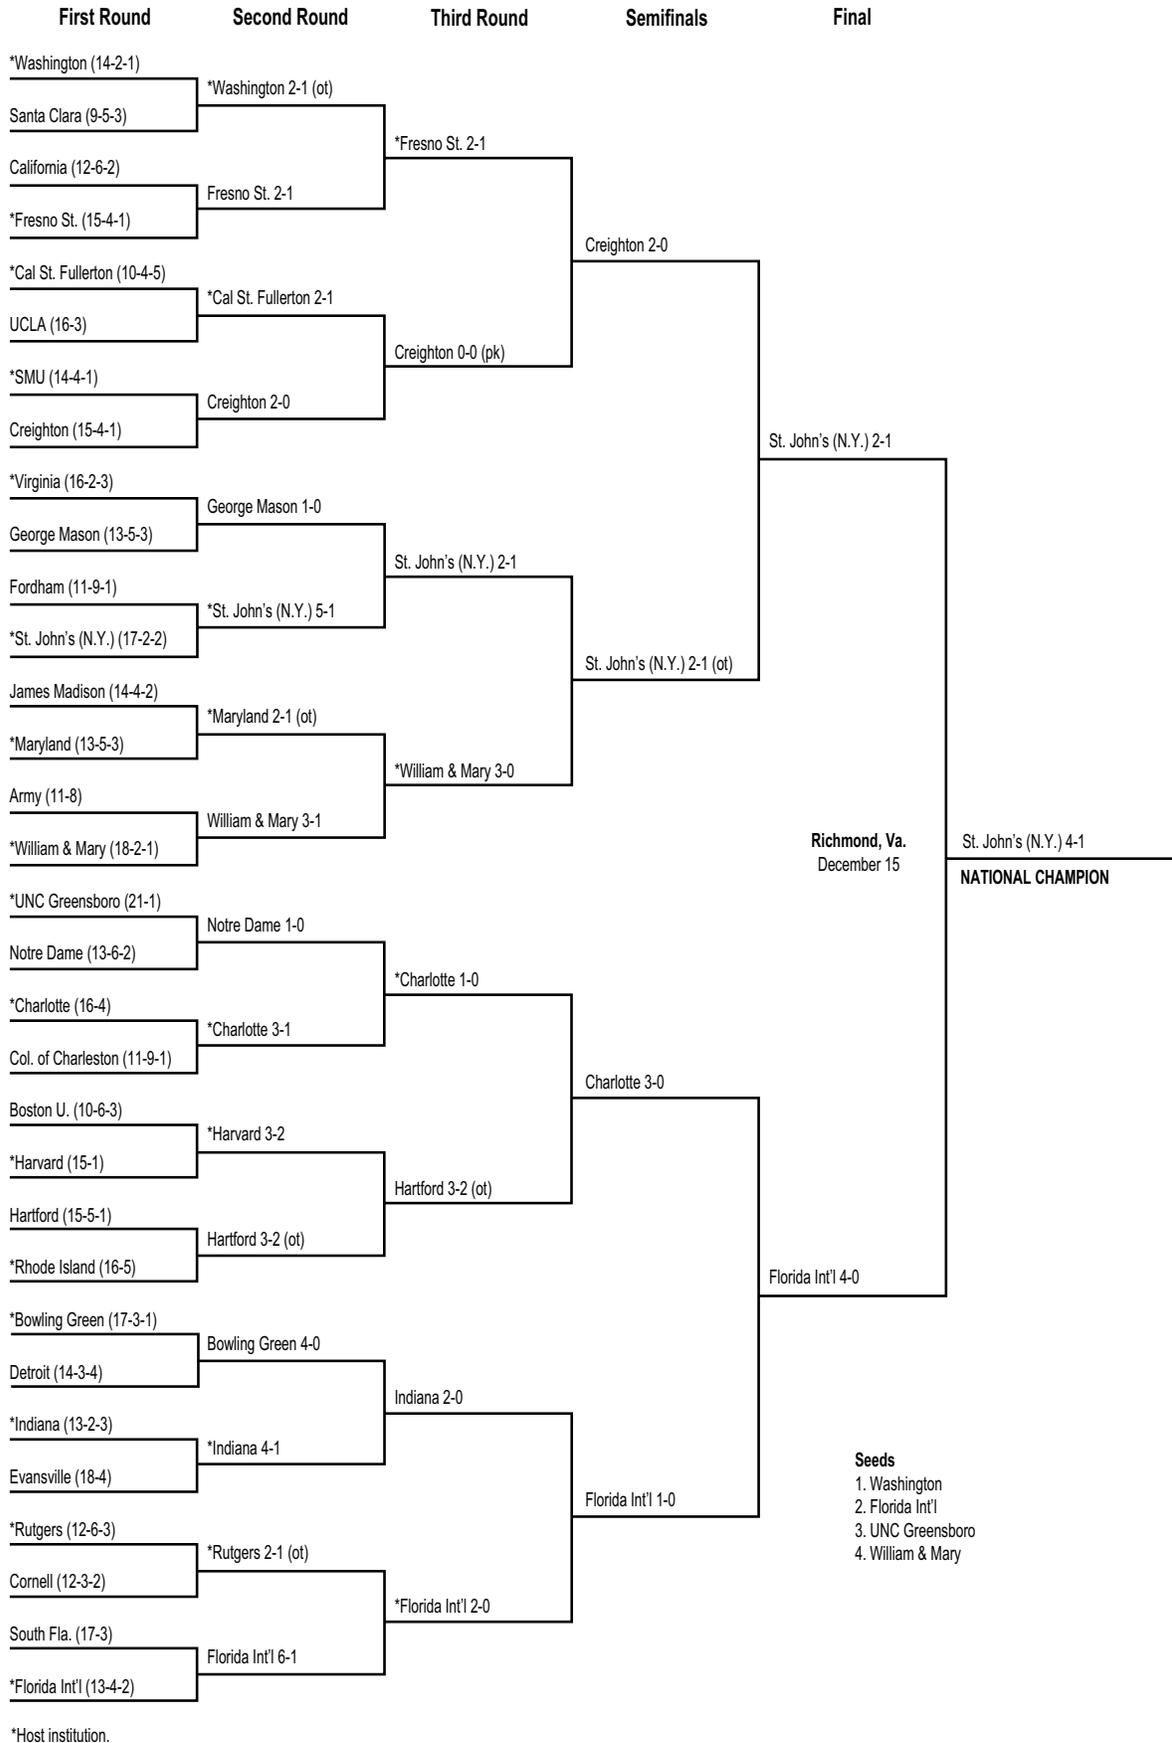 First Round
Second Round
Third Round
Semifinals
Final
*Washington (14-2-1)
Santa Clara (9-5-3)
California (12-6-2)
*Fresno St. (15-4-1)
*Cal St. Fullerton (10-4-5)
UCLA (16-3)
*SMU (14-4-1)
Creighton (15-4-1)
*Virginia (16-2-3)
George Mason (13-5-3)
Fordham (11-9-1)
*St. John's (N.Y.) (17-2-2)
James Madison (14-4-2)
*Maryland (13-5-3)
Army (11-8)
*William & Mary (18-2-1)
*UNC Greensboro (21-1)
Notre Dame (13-6-2)
*Charlotte (16-4)
Col. of Charleston (11-9-1)
Boston U. (10-6-3)
*Harvard (15-1)
Hartford (15-5-1)
*Rhode Island (16-5)
*Bowling Green (17-3-1)
Detroit (14-3-4)
*Indiana (13-2-3)
Evansville (18-4)
*Rutgers (12-6-3)
Cornell (12-3-2)
South Fla. (17-3)
*Florida Int'l (13-4-2)
*Host institution.
*Washington 2-1 (ot)
Fresno St. 2-1
*Cal St. Fullerton 2-1
Creighton 2-0
George Mason 1-0
*St. John's (N.Y.) 5-1
*Maryland 2-1 (ot)
William & Mary 3-1
Notre Dame 1-0
*Charlotte 3-1
*Harvard 3-2
Hartford 3-2 (ot)
Bowling Green 4-0
*Indiana 4-1
*Rutgers 2-1 (ot)
Florida Int'l 6-1
*Fresno St. 2-1
Creighton 0-0 (pk)
St. John's (N.Y.) 2-1
*William & Mary 3-0
*Charlotte 1-0
Hartford 3-2 (ot)
Indiana 2-0
*Florida Int'l 2-0
Creighton 2-0
St. John's (N.Y.) 2-1 (ot)
Charlotte 3-0
Florida Int'l 1-0
St. John's (N.Y.) 2-1
Florida Int'l 4-0
Richmond, Va.
December 15
St. John's (N.Y.) 4-1
NATIONAL CHAMPION
Seeds
1. Washington
2. Florida Int'l
3. UNC Greensboro
4. William & Mary